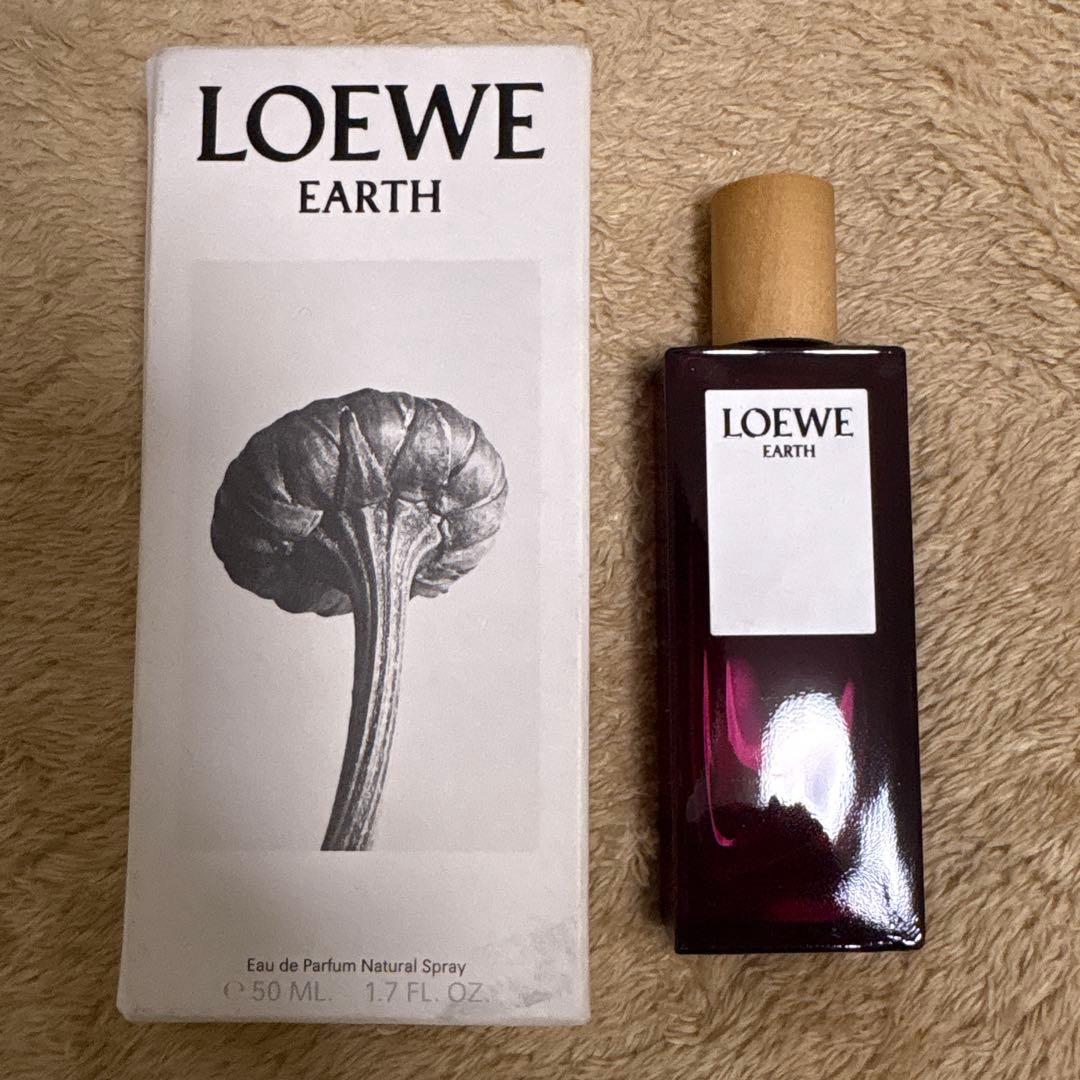 LOEWE
EARTH
Eau de Parfum Natural Spray
℮ 50 ML. 1.7 FL. OZ.
LOEWE
EARTH